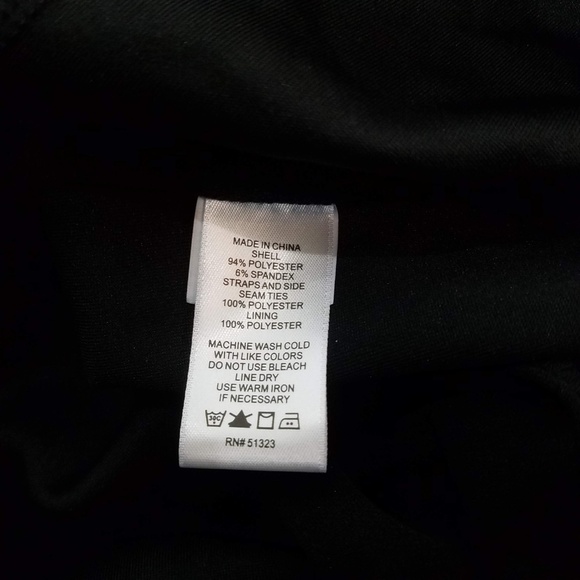 MADE IN CHINA
SHELL
94% POLYESTER
6% SPANDEX
STRAPS AND SIDE
SEAM TIES
100% POLYESTER
LINING
100% POLYESTER
MACHINE WASH COLD
WITH LIKE COLORS
DO NOT USE BLEACH
LINE DRY
USE WARM IRON
IF NECESSARY
30C
RN# 51323